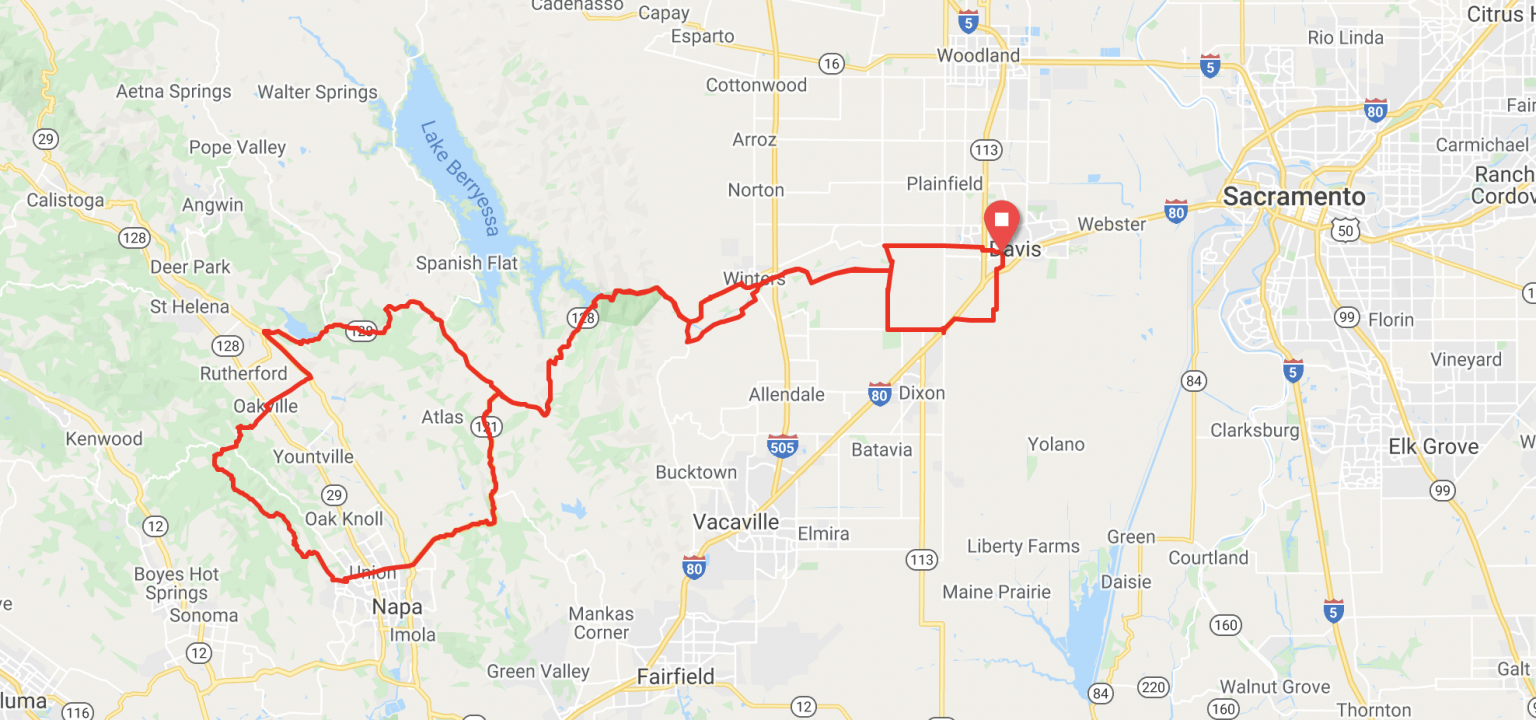 Cadenasso
Capay
5
Citrus H
Esparto
Rio Linda
Woodland
16
5
Cottonwood
Aetna Springs
Walter Springs
80
Fair
29
Lake Berryessa
Arroz
113
Carmichael
Pope Valley
Ranch
Cordov
Plainfield
Norton
Sacramento
Calistoga
Angwin
80
Webster
50
128
Davis
Deer Park
Spanish Flat
Winters
1
St Helena
128
99
Florin
128
128
Vineyard
Rutherford
5
84
Allendale
80
Dixon
Oakville
Atlas
121
Kenwood
Clarksburg
505
Batavia
Yolano
Elk Grove
W
Yountville
Bucktown
29
99
Oak Knoll
12
Vacaville
Elmira
Green
Liberty Farms
Courtland
113
80
Union
Boyes Hot
Springs
Daisie
Maine Prairie
Napa
Sonoma
Mankas
Corner
5
160
Imola
12
Green Valley
Fairfield
Galt
220
Walnut Grove
84
luma
116
12
160
Thornton